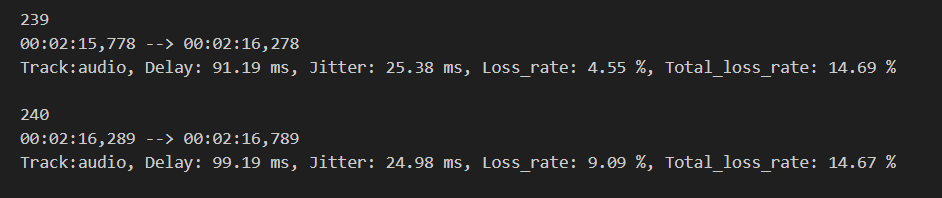 239
00:02:15,778 --> 00:02:16,278
Track:audio, Delay: 91.19 ms, Jitter: 25.38 ms, Loss_rate: 4.55 %, Total_loss_rate: 14.69 %
240
00:02:16,289 --> 00:02:16,789
Track:audio, Delay: 99.19 ms, Jitter: 24.98 ms, Loss_rate: 9.09 %, Total_loss_rate: 14.67 %